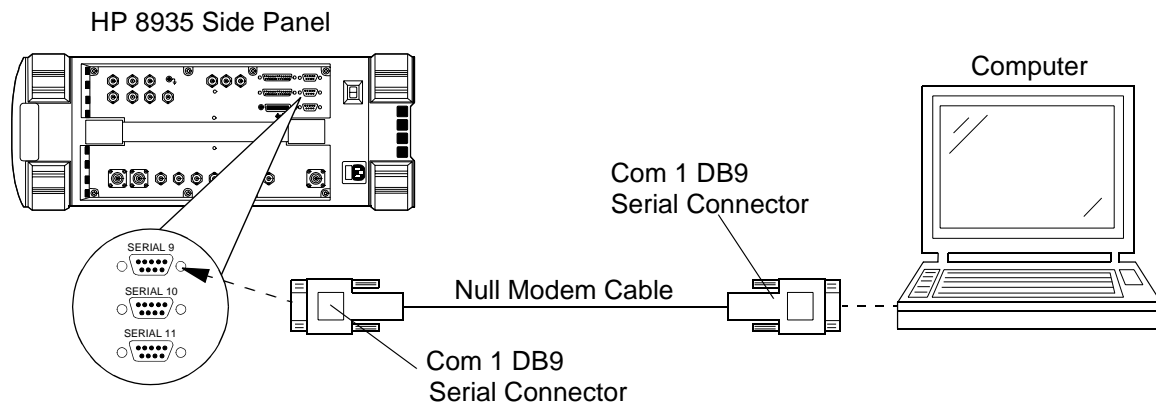 HP 8935 Side Panel
Computer
Com 1 DB9
Serial Connector
SERIAL 9
SERIAL 10
SERIAL 11
Null Modem Cable
Com 1 DB9
Serial Connector